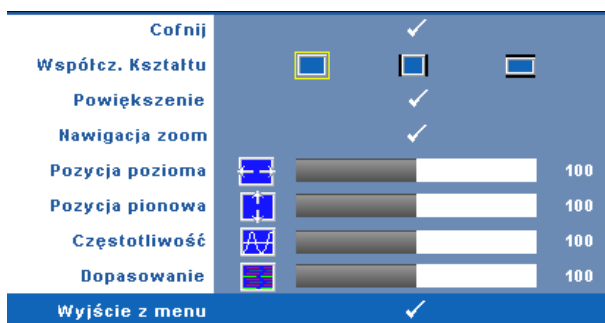 Cofnij
Współcz. Kształtu
Powiększenie
Nawigacja zoom
Pozycja pozioma 100
Pozycja pionowa 100
Częstotliwość 100
Dopasowanie 100
Wyjście z menu